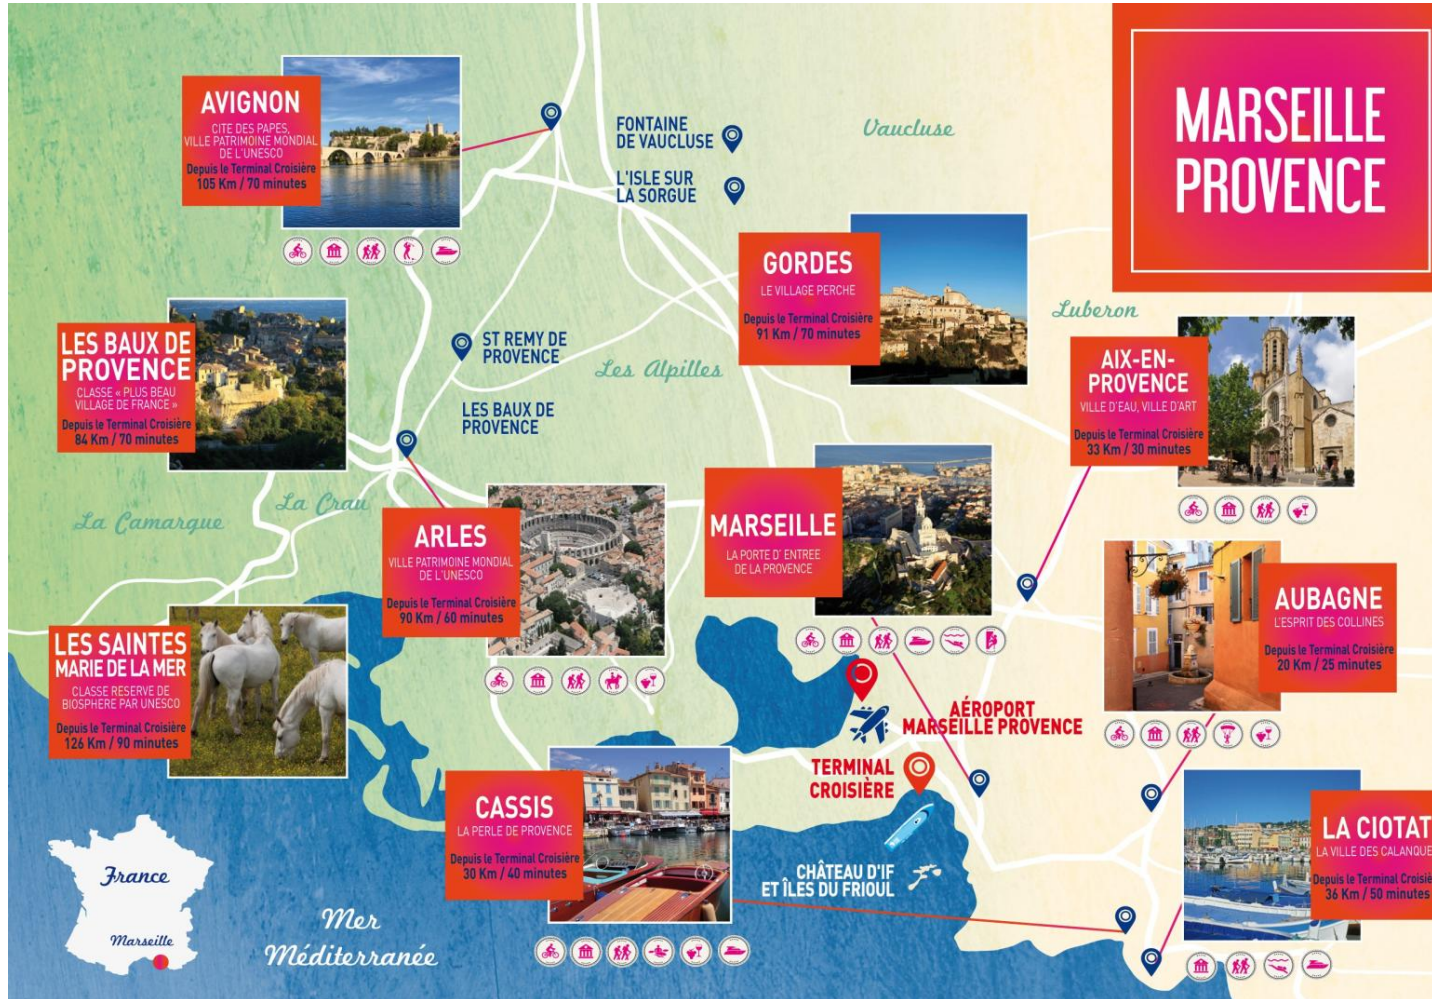 MARSEILLE
PROVENCE
AVIGNON
CITE DES PAPES,
VILLE PATRIMOINE MONDIAL
DE L'UNESCO
Depuis le Terminal Croisière
105 Km / 70 minutes
FONTAINE
DE VAUCLUSE
L'ISLE SUR
LA SORGUE
Vaucluse
GORDES
LE VILLAGE PERCHE
Depuis le Terminal Croisière
91 Km / 70 minutes
Luberon
LES BAUX DE
PROVENCE
CLASSE « PLUS BEAU
VILLAGE DE FRANCE »
Depuis le Terminal Croisière
84 Km / 70 minutes
ST REMY DE
PROVENCE
Les Alpilles
LES BAUX DE
PROVENCE
AIX-EN-
PROVENCE
VILLE D'EAU, VILLE D'ART
Depuis le Terminal Croisière
33 Km / 30 minutes
La Camargue
La Crau
ARLES
VILLE PATRIMOINE MONDIAL
DE L'UNESCO
Depuis le Terminal Croisière
90 Km / 60 minutes
MARSEILLE
LA PORTE D' ENTREE
DE LA PROVENCE
AUBAGNE
L'ESPRIT DES COLLINES
Depuis le Terminal Croisière
20 Km / 25 minutes
LES SAINTES
MARIE DE LA MER
CLASSE RESERVE DE
BIOSPHERE PAR UNESCO
Depuis le Terminal Croisière
126 Km / 90 minutes
AÉROPORT
MARSEILLE PROVENCE
TERMINAL
CROISIÈRE
CASSIS
LA PERLE DE PROVENCE
Depuis le Terminal Croisière
30 Km / 40 minutes
CHÂTEAU D'IF
ET ÎLES DU FRIOUL
LA CIOTAT
LA VILLE DES CALANQUE
Depuis le Terminal Croisiè
36 Km / 50 minutes
France
Marseille
Mer
Méditerranée